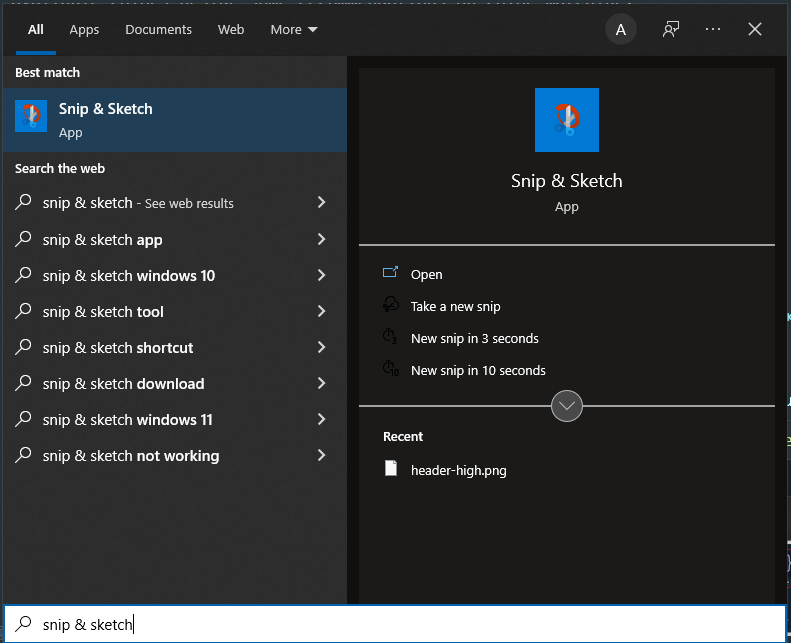 All Apps Documents Web More A
Best match
Snip & Sketch
App
Search the web
snip & sketch - See web results
snip & sketch app
snip & sketch windows 10
snip & sketch tool
snip & sketch shortcut
snip & sketch download
snip & sketch windows 11
snip & sketch not working
Snip & Sketch
App
Open
Take a new snip
3
New snip in 3 seconds
10
New snip in 10 seconds
Recent
header-high.png
snip & sketch